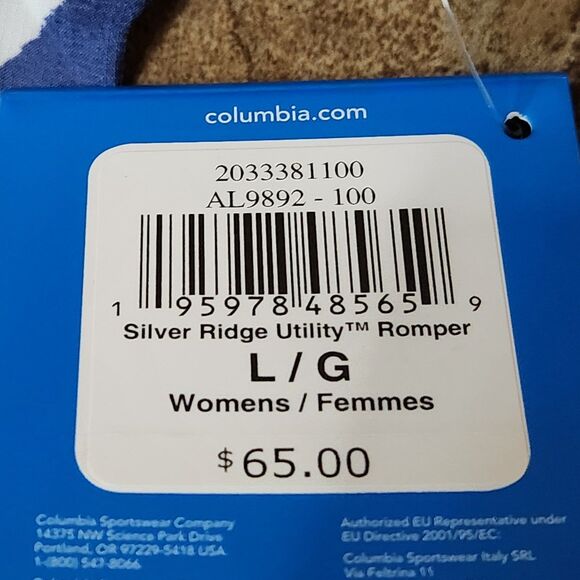 columbia.com
2033381100
AL9892 - 100
1 95978 48565 9
Silver Ridge Utility™ Romper
L / G
Womens / Femmes
$65.00
Columbia Sportswear Company
14375 NW Science Park Drive
Portland, OR 97229-5418 USA
1-(800) 547-8066
Authorized EU Representative under
EU Directive 2001/95/EC:
Columbia Sportswear Italy SRL
Via Feltrina 11